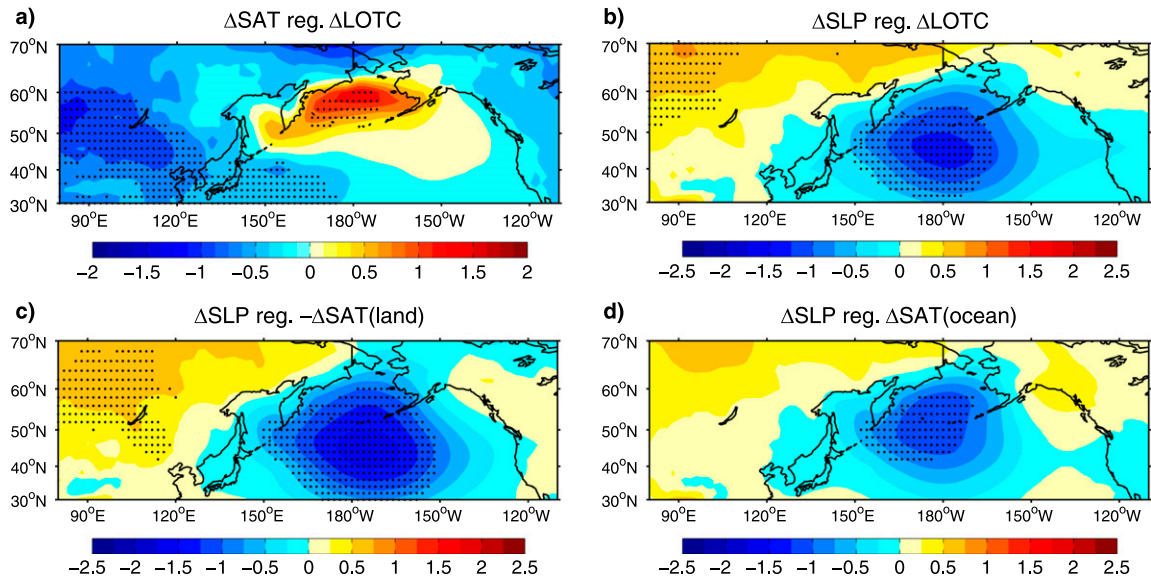 a) ΔSAT reg. ΔLOTC
70°N
60°N
50°N
40°N
30°N
90°E 120°E 150°E 180°W 150°W 120°W
−2 −1.5 −1 −0.5 0 0.5 1 1.5 2
b) ΔSLP reg. ΔLOTC
70°N
60°N
50°N
40°N
30°N
90°E 120°E 150°E 180°W 150°W 120°W
−2.5 −2 −1.5 −1 −0.5 0 0.5 1 1.5 2 2.5
c) ΔSLP reg. −ΔSAT(land)
70°N
60°N
50°N
40°N
30°N
90°E 120°E 150°E 180°W 150°W 120°W
−2.5 −2 −1.5 −1 −0.5 0 0.5 1 1.5 2 2.5
d) ΔSLP reg. ΔSAT(ocean)
70°N
60°N
50°N
40°N
30°N
90°E 120°E 150°E 180°W 150°W 120°W
−2.5 −2 −1.5 −1 −0.5 0 0.5 1 1.5 2 2.5